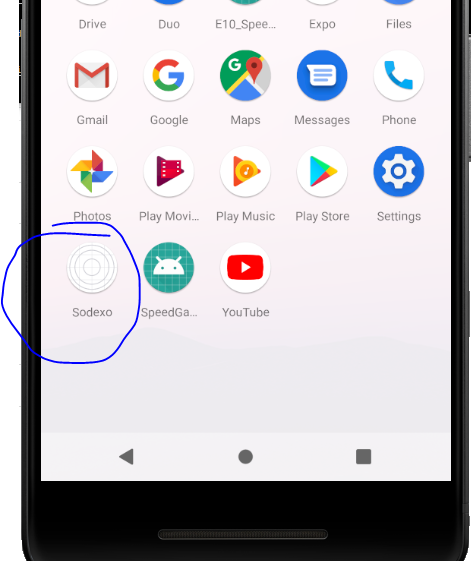 Drive Duo E10_Spee... Expo Files
Gmail Google Maps Messages Phone
Photos Play Movi... Play Music Play Store Settings
Sodexo SpeedGa... YouTube